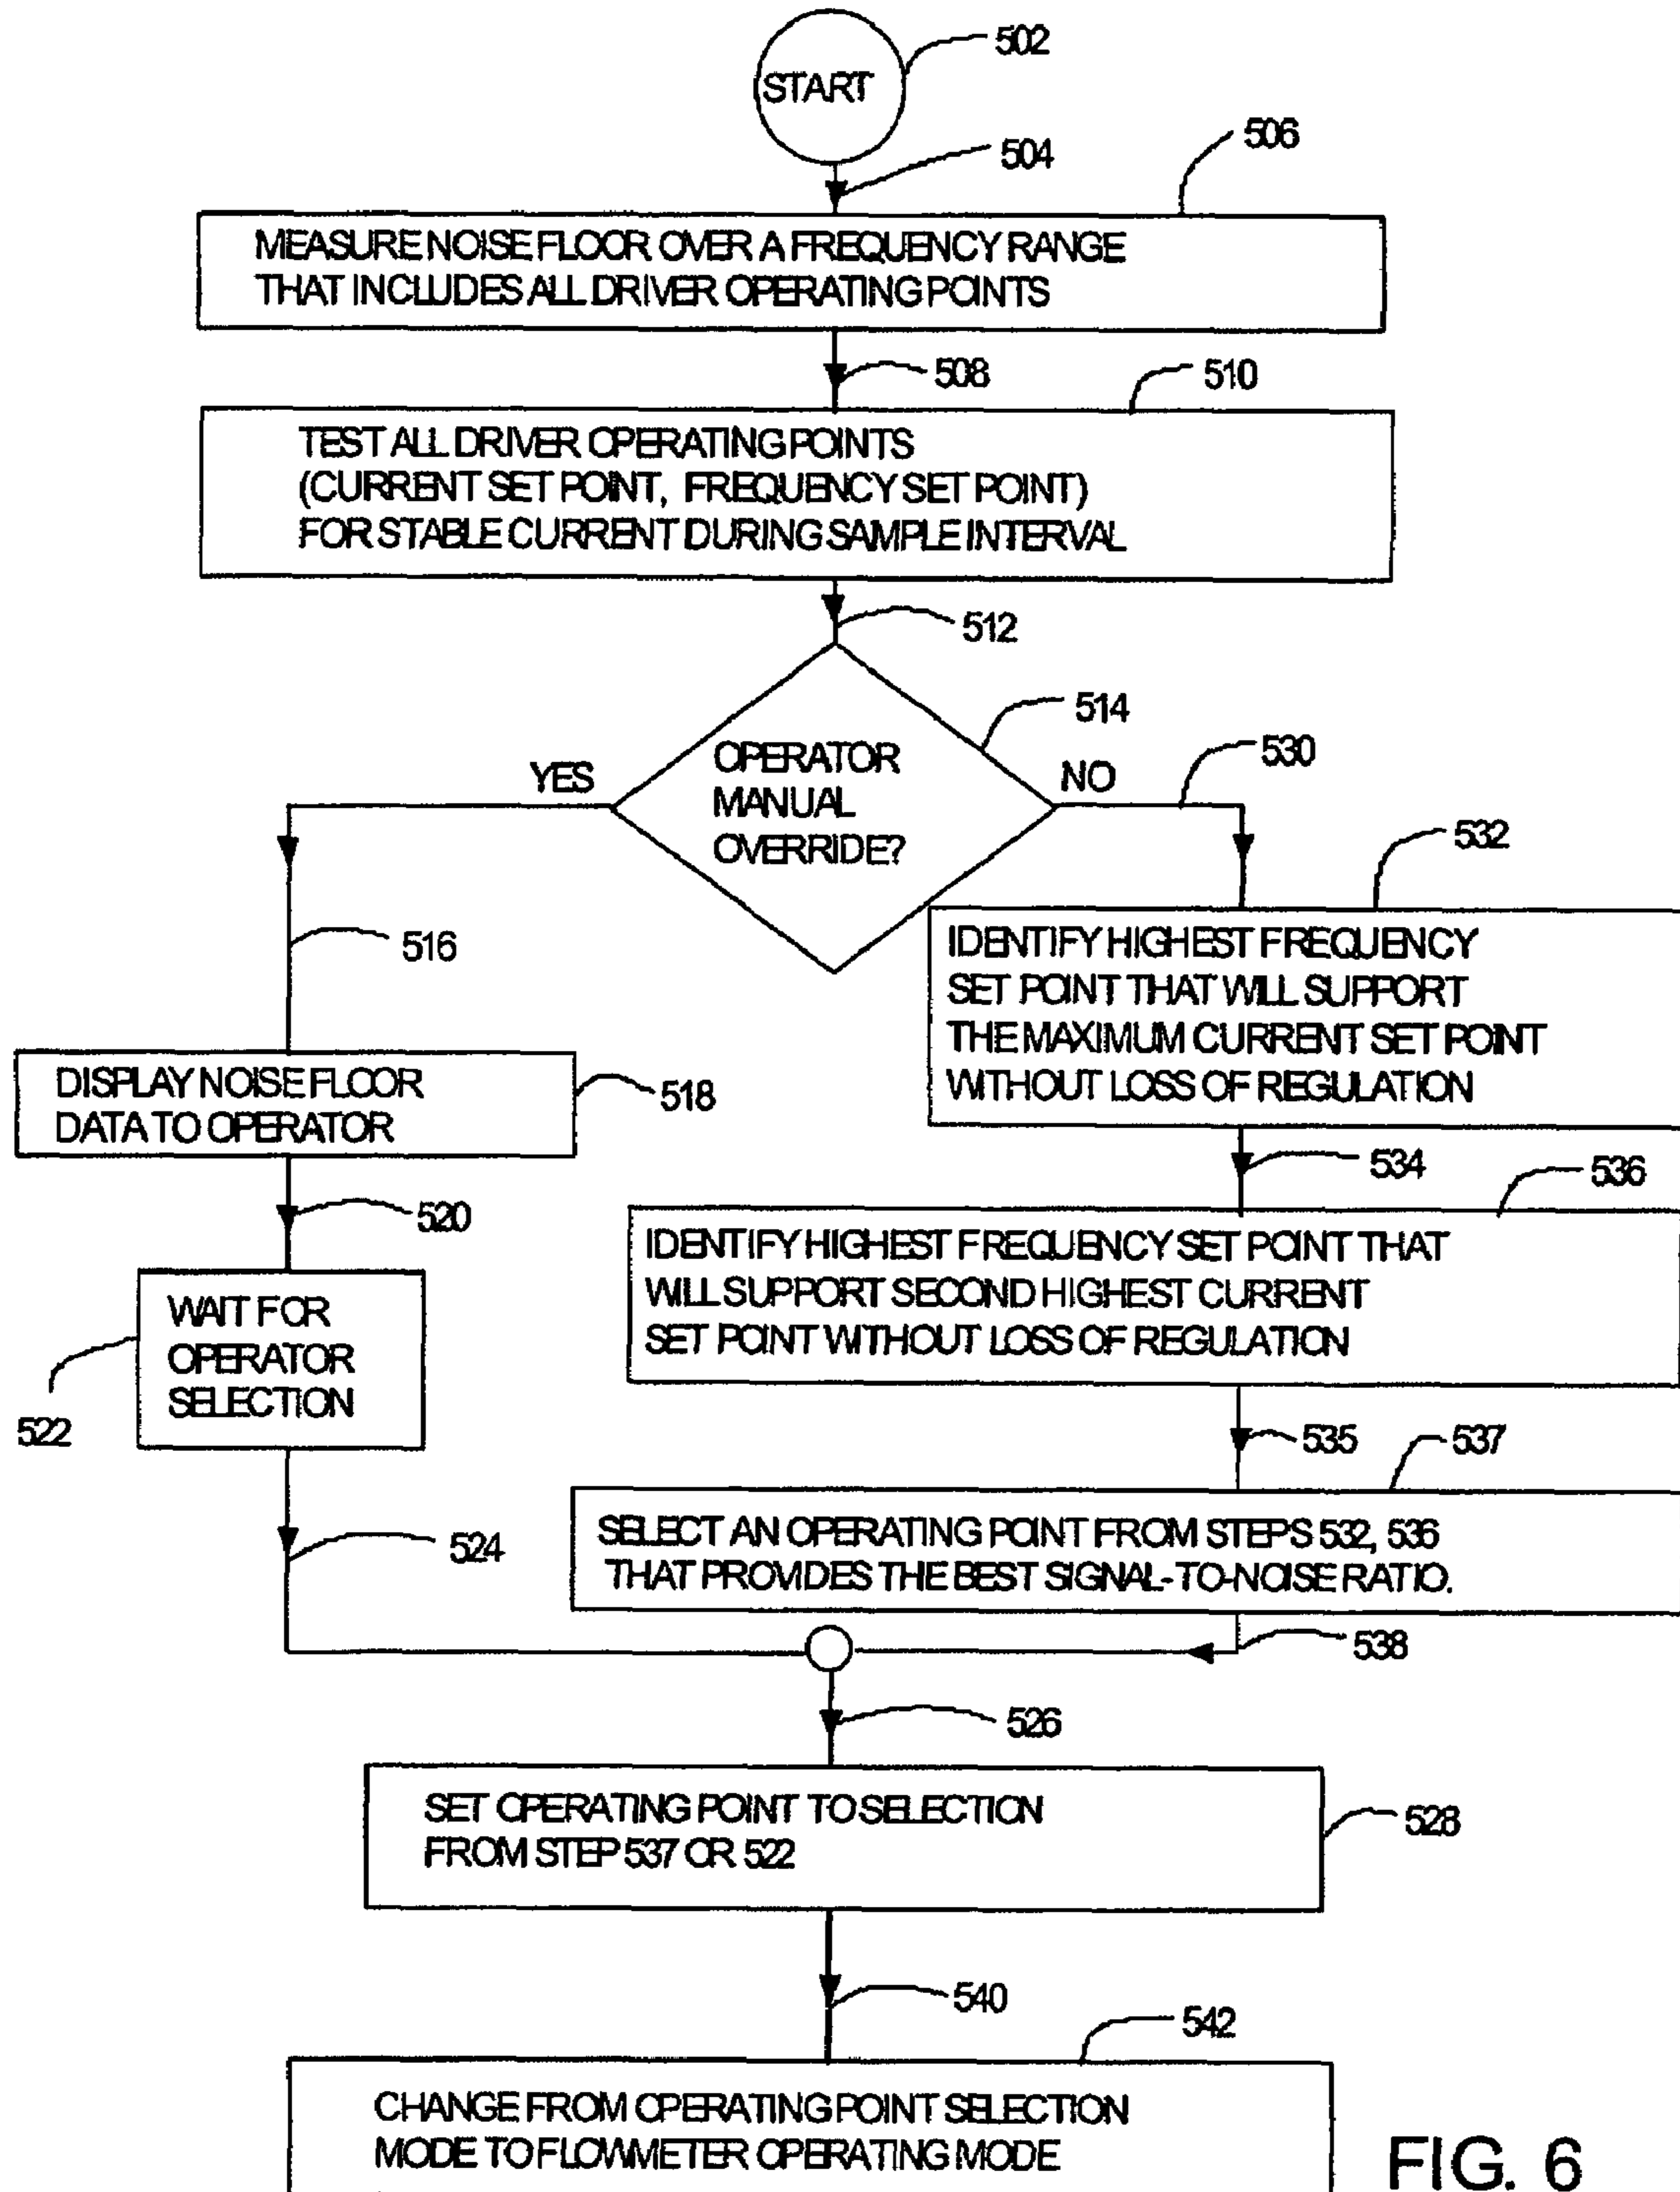 START
502
504
506
MEASURE NOISE FLOOR OVER A FREQUENCY RANGE
THAT INCLUDES ALL DRIVER OPERATING POINTS
508
510
TEST ALL DRIVER OPERATING POINTS
(CURRENT SET POINT, FREQUENCY SET POINT)
FOR STABLE CURRENT DURING SAMPLE INTERVAL
512
514
OPERATOR
MANUAL
OVERRIDE?
YES
NO
530
516
532
IDENTIFY HIGHEST FREQUENCY
SET POINT THAT WILL SUPPORT
THE MAXIMUM CURRENT SET POINT
WITHOUT LOSS OF REGULATION
DISPLAY NOISE FLOOR
DATA TO OPERATOR
518
534
536
520
IDENTIFY HIGHEST FREQUENCY SET POINT THAT
WILL SUPPORT SECOND HIGHEST CURRENT
SET POINT WITHOUT LOSS OF REGULATION
WAIT FOR
OPERATOR
SELECTION
522
535
537
524
SELECT AN OPERATING POINT FROM STEPS 532, 536
THAT PROVIDES THE BEST SIGNAL-TO-NOISE RATIO.
538
526
SET OPERATING POINT TO SELECTION
FROM STEP 537 OR 522
528
540
542
CHANGE FROM OPERATING POINT SELECTION
MODE TO FLOWMETER OPERATING MODE
FIG. 6